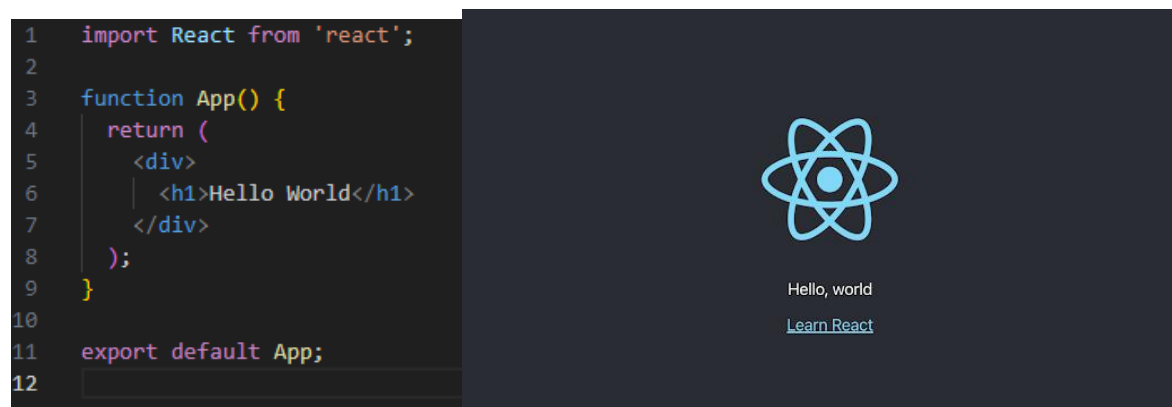 1 import React from 'react';
2
3 function App() {
4 return (
5 <div>
6 <h1>Hello World</h1>
7 </div>
8 );
9 }
10
11 export default App;
12
Hello, world
Learn React